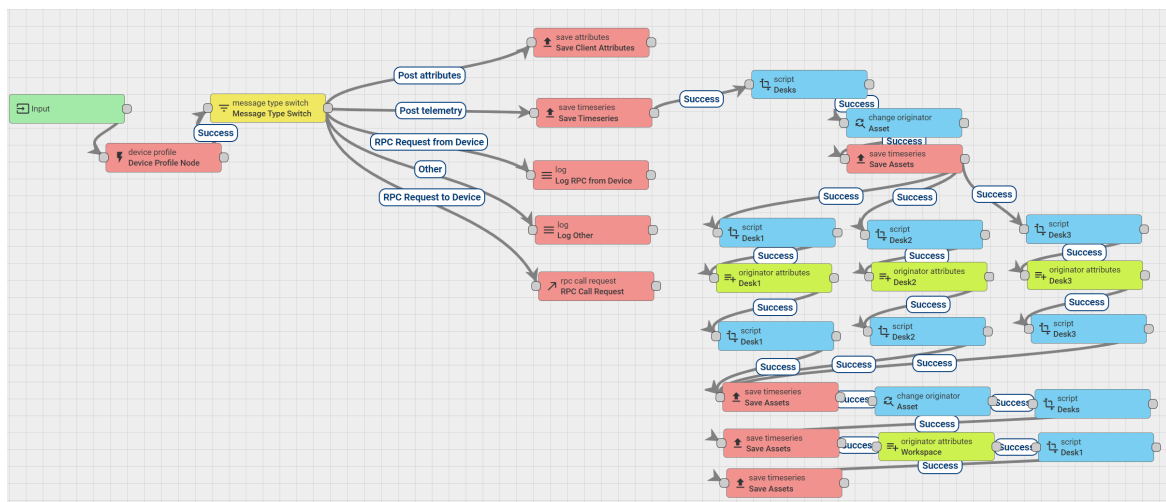 Input
device profile
Device Profile Node
Success
message type switch
Message Type Switch
Post attributes
Post telemetry
RPC Request from Device
Other
RPC Request to Device
save attributes
Save Client Attributes
save timeseries
Save Timeseries
log
Log RPC from Device
log
Log Other
rpc call request
RPC Call Request
Success
script
Desks
Success
change originator
Asset
Success
save timeseries
Save Assets
Success
Success
Success
script
Desk1
script
Desk2
script
Desk3
Success
Success
Success
originator attributes
Desk1
originator attributes
Desk2
originator attributes
Desk3
Success
Success
Success
script
Desk1
script
Desk2
script
Desk3
Success
Success
Success
save timeseries
Save Assets
Success
change originator
Asset
Success
script
Desks
Success
save timeseries
Save Assets
Success
originator attributes
Workspace
Success
script
Desk1
Success
save timeseries
Save Assets